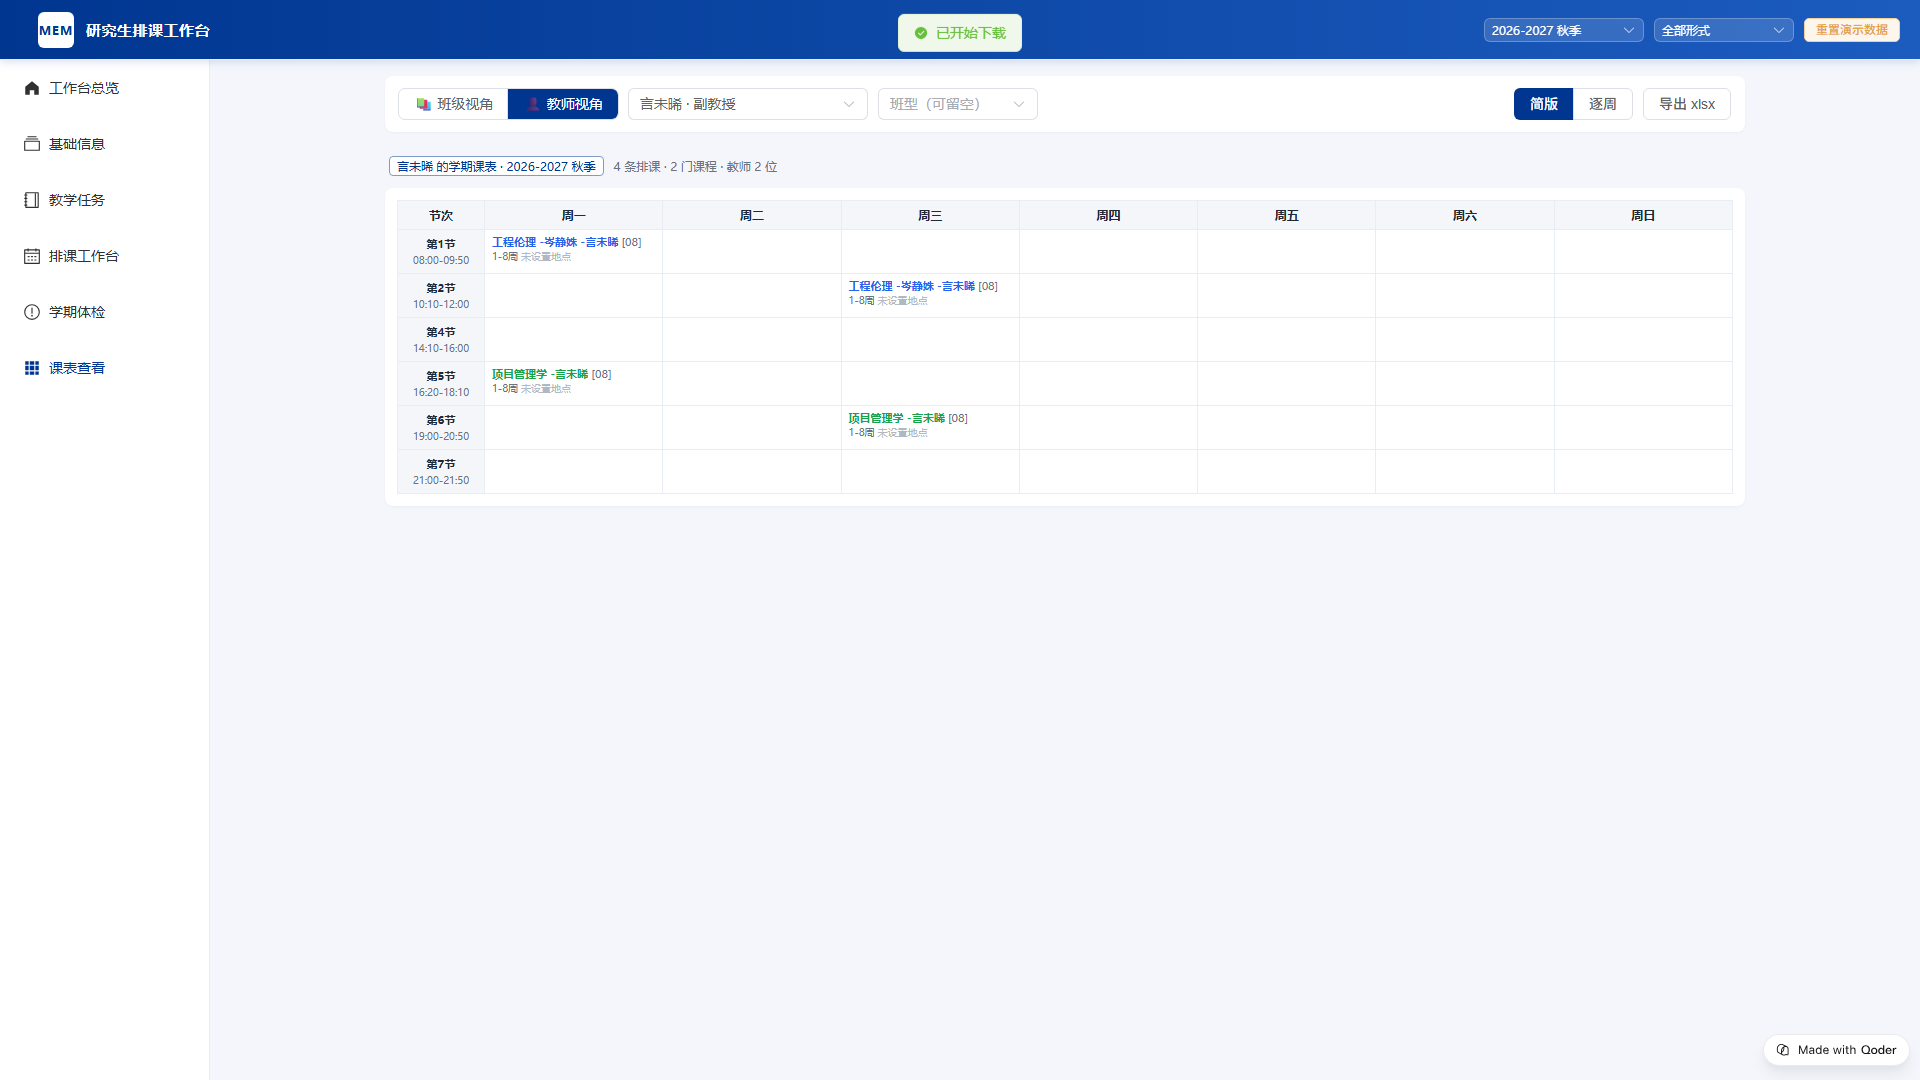 MEM 研究生排课工作台
已开始下载
2026-2027 秋季
全部形式
重置演示数据
工作台总览
基础信息
教学任务
排课工作台
学期体检
课表查看
班级视角
教师视角
言未晞 · 副教授
班型（可留空）
简版
逐周
导出 xlsx
言未晞 的学期课表 · 2026-2027 秋季
4 条排课 · 2 门课程 · 教师 2 位
节次 周一 周二 周三 周四 周五 周六 周日
第1节
08:00-09:50
工程伦理 -岑静姝 -言未晞 [08]
1-8周 未设置地点
第2节
10:10-12:00
工程伦理 -岑静姝 -言未晞 [08]
1-8周 未设置地点
第4节
14:10-16:00
第5节
16:20-18:10
项目管理学 -言未晞 [08]
1-8周 未设置地点
第6节
19:00-20:50
项目管理学 -言未晞 [08]
1-8周 未设置地点
第7节
21:00-21:50
Made with Qoder